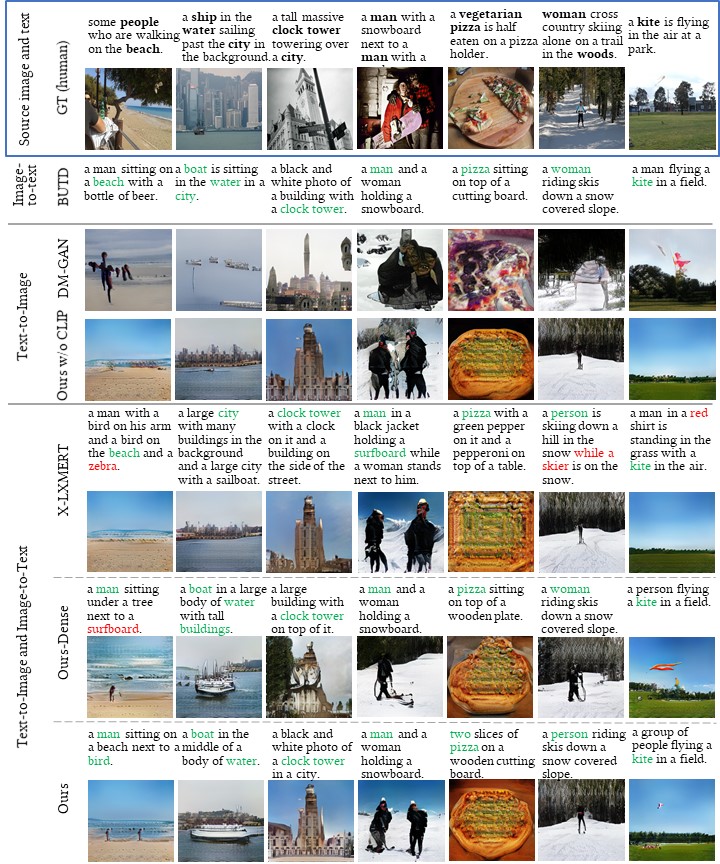 Source image and text
GT (human)
some people
who are walking
on the beach.
a ship in the
water sailing
past the city in
the background.
a tall massive
clock tower
towering over
a city.
a man with a
snowboard
next to a
man with a
a vegetarian
pizza is half
eaten on a pizza
holder.
woman cross
country skiing
alone on a trail
in the woods.
a kite is flying
in the air at a
park.
Image-
to-text
BUTD
a man sitting on
a beach with a
bottle of beer.
a boat is sitting
in the water in a
city.
a black and
white photo of
a building with
a clock tower.
a man and a
woman
holding a
snowboard.
a pizza sitting
on top of a
cutting board.
a woman
riding skis
down a snow
covered slope.
a man flying a
kite in a field.
Text-to-Image
DM-GAN
Ours w/o CLIP
Text-to-Image and Image-to-Text
X-LXMERT
a man with a
bird on his arm
and a bird on
the beach and a
zebra.
a large city
with many
buildings in the
background
and a large city
with a sailboat.
a clock tower
with a clock
on it and a
building on
the side of the
street.
a man in a
black jacket
holding a
surfboard while
a woman stands
next to him.
a pizza with a
green pepper
on it and a
pepperoni on
top of a table.
a person is
skiing down a
hill in the
snow while a
skier is on the
snow.
a man in a red
shirt is
standing in the
grass with a
kite in the air.
Ours-Dense
a man sitting
under a tree
next to a
surfboard.
a boat in a large
body of water
with tall
buildings.
a large
building with
a clock tower
on top of it.
a man and a
woman
holding a
snowboard.
a pizza sitting
on top of a
wooden plate.
a woman
riding skis
down a snow
covered slope.
a person flying
a kite in a field.
Ours
a man sitting on
a beach next to a
bird.
a boat in the
middle of a
body of water.
a black and
white photo of
a clock tower
in a city.
a man and a
woman
holding a
snowboard.
two slices of
pizza on a
wooden cutting
board.
a person riding
skis down a
snow covered
slope.
a group of
people flying a
kite in a field.